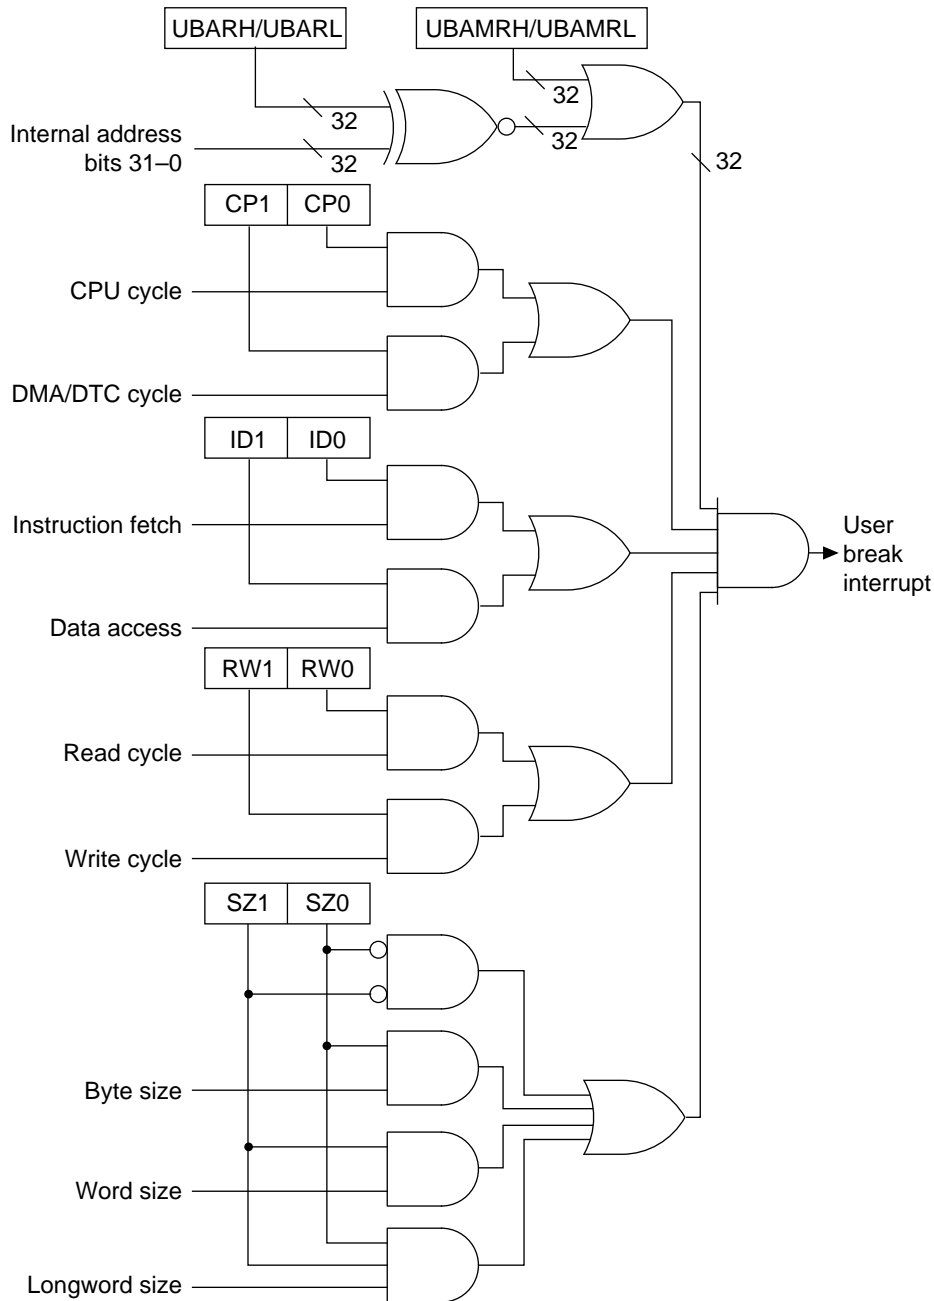 UBARH/UBARL
UBAMRH/UBAMRL
32
32
Internal address
bits 31–0
32
32
32
CP1 CP0
CPU cycle
DMA/DTC cycle
ID1 ID0
Instruction fetch
User
break
interrupt
Data access
RW1 RW0
Read cycle
Write cycle
SZ1 SZ0
Byte size
Word size
Longword size